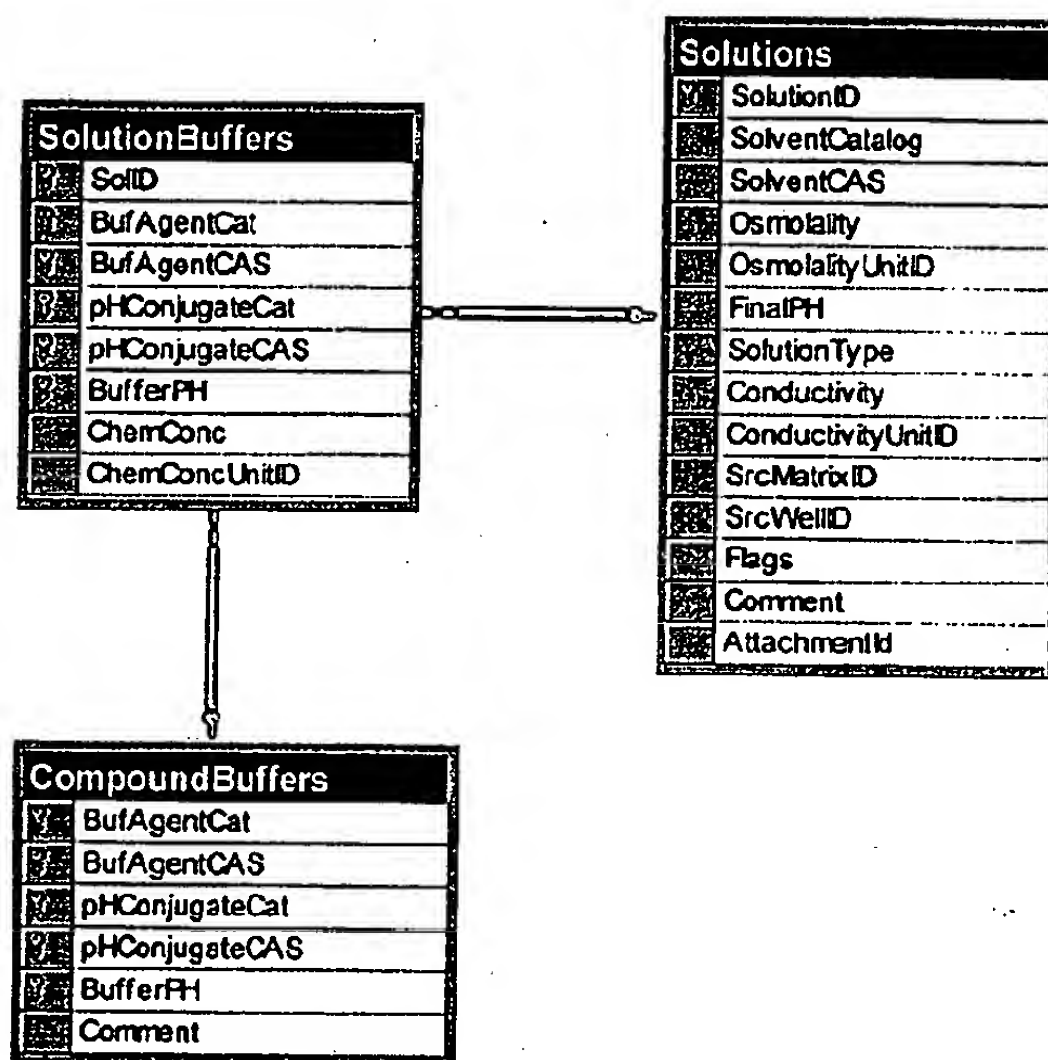 SolutionBuffers
SolID
BufAgentCat
BufAgentCAS
pHConjugateCat
pHConjugateCAS
BufferPH
ChemConc
ChemConcUnitID
Solutions
SolutionID
SolventCatalog
SolventCAS
Osmolality
OsmolalityUnitID
FinalPH
SolutionType
Conductivity
ConductivityUnitID
SrcMatrixID
SrcWellID
Flags
Comment
AttachmentId
CompoundBuffers
BufAgentCat
BufAgentCAS
pHConjugateCat
pHConjugateCAS
BufferPH
Comment